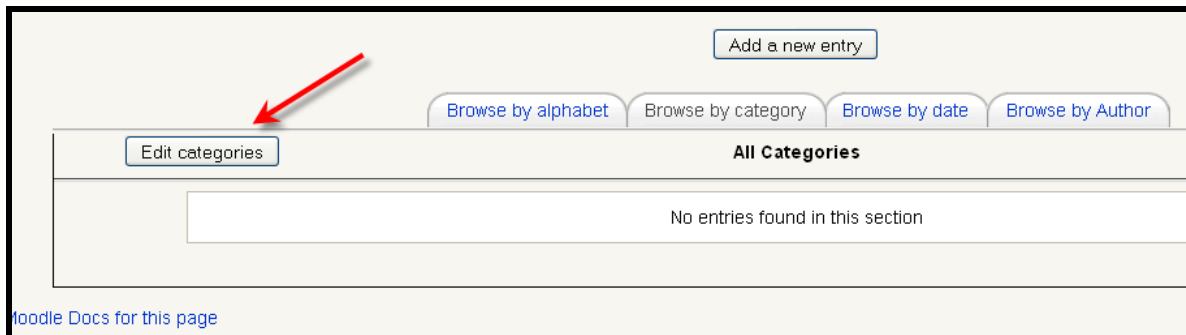 Add a new entry
Browse by alphabet Browse by category Browse by date Browse by Author
Edit categories All Categories
No entries found in this section
Moodle Docs for this page